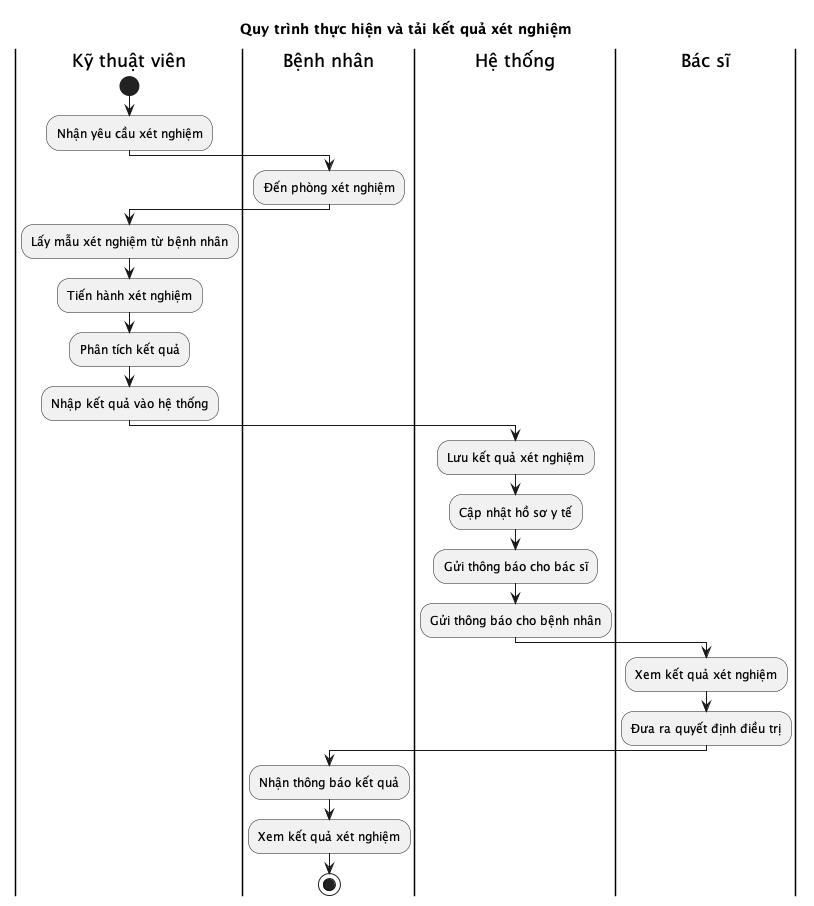 Quy trình thực hiện và tải kết quả xét nghiệm
Kỹ thuật viên
Bệnh nhân
Hệ thống
Bác sĩ
Nhận yêu cầu xét nghiệm
Đến phòng xét nghiệm
Lấy mẫu xét nghiệm từ bệnh nhân
Tiến hành xét nghiệm
Phân tích kết quả
Nhập kết quả vào hệ thống
Lưu kết quả xét nghiệm
Cập nhật hồ sơ y tế
Gửi thông báo cho bác sĩ
Gửi thông báo cho bệnh nhân
Xem kết quả xét nghiệm
Đưa ra quyết định điều trị
Nhận thông báo kết quả
Xem kết quả xét nghiệm